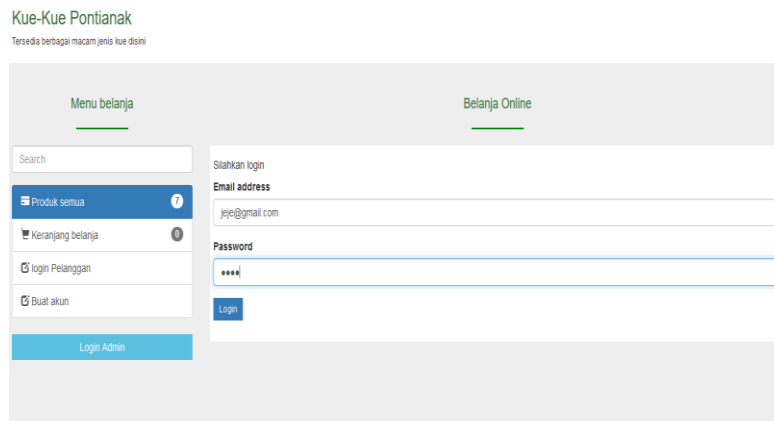 Kue-Kue Pontianak
Tersedia berbagai macam jenis kue disini
Menu belanja
Search
Produk semua 7
Keranjang belanja 0
login Pelanggan
Buat akun
Login Admin
Belanja Online
Silahkan login
Email address
jeje@gmail.com
Password
••••
Login